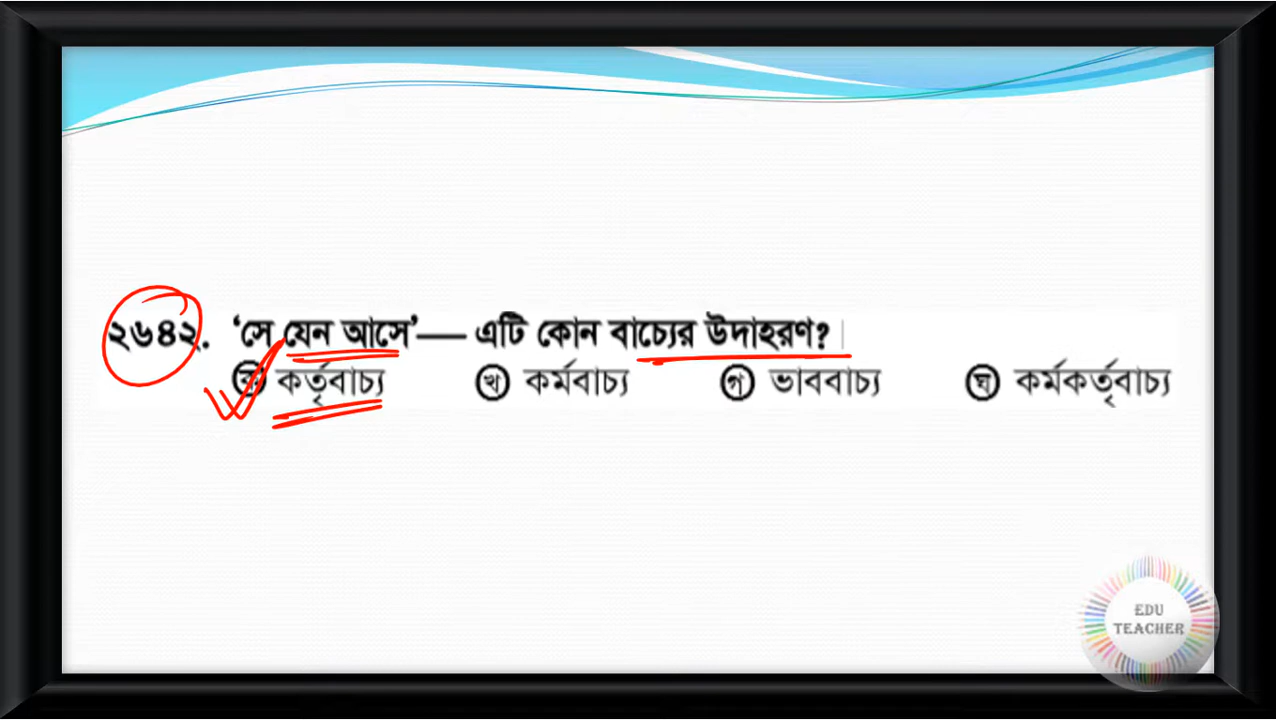 ২৬৪২. ‘সে যেন আসে’— এটি কোন বাচ্যের উদাহরণ?
ক কর্তৃবাচ্য খ কর্মবাচ্য গ ভাববাচ্য ঘ কর্মকর্তৃবাচ্য
EDU
TEACHER